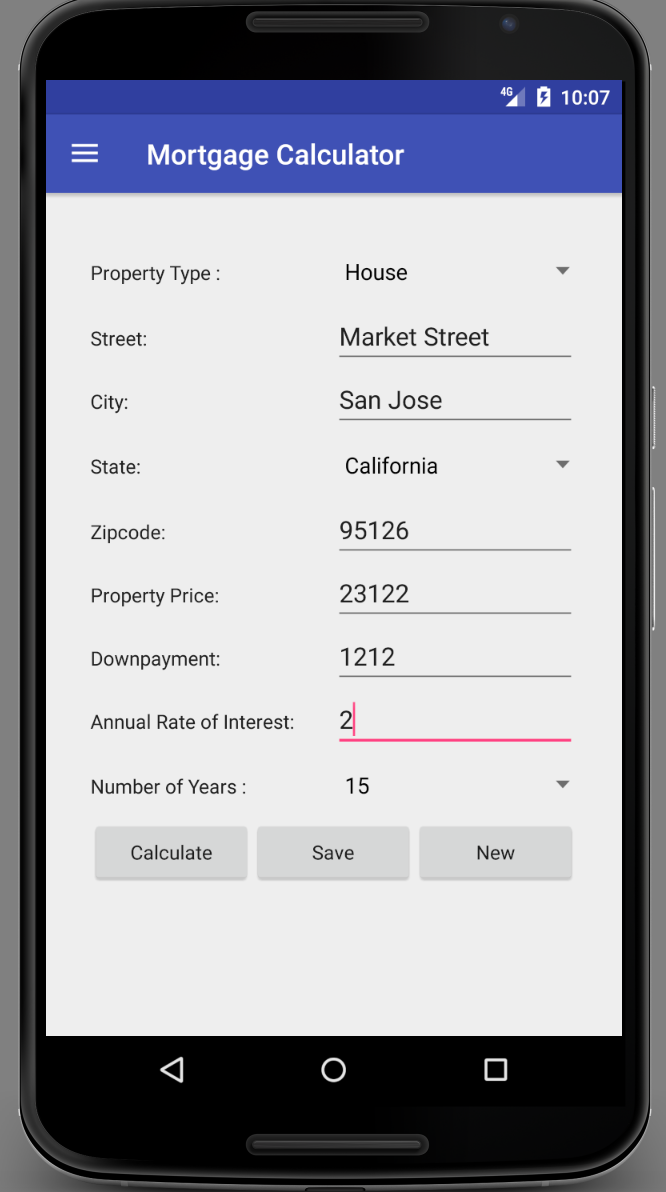 4G 10:07
Mortgage Calculator
Property Type : House
Street: Market Street
City: San Jose
State: California
Zipcode: 95126
Property Price: 23122
Downpayment: 1212
Annual Rate of Interest: 2
Number of Years : 15
Calculate Save New